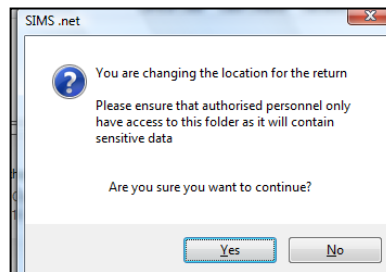 SIMS .net
You are changing the location for the return
Please ensure that authorised personnel only
have access to this folder as it will contain
sensitive data
Are you sure you want to continue?
Yes
No